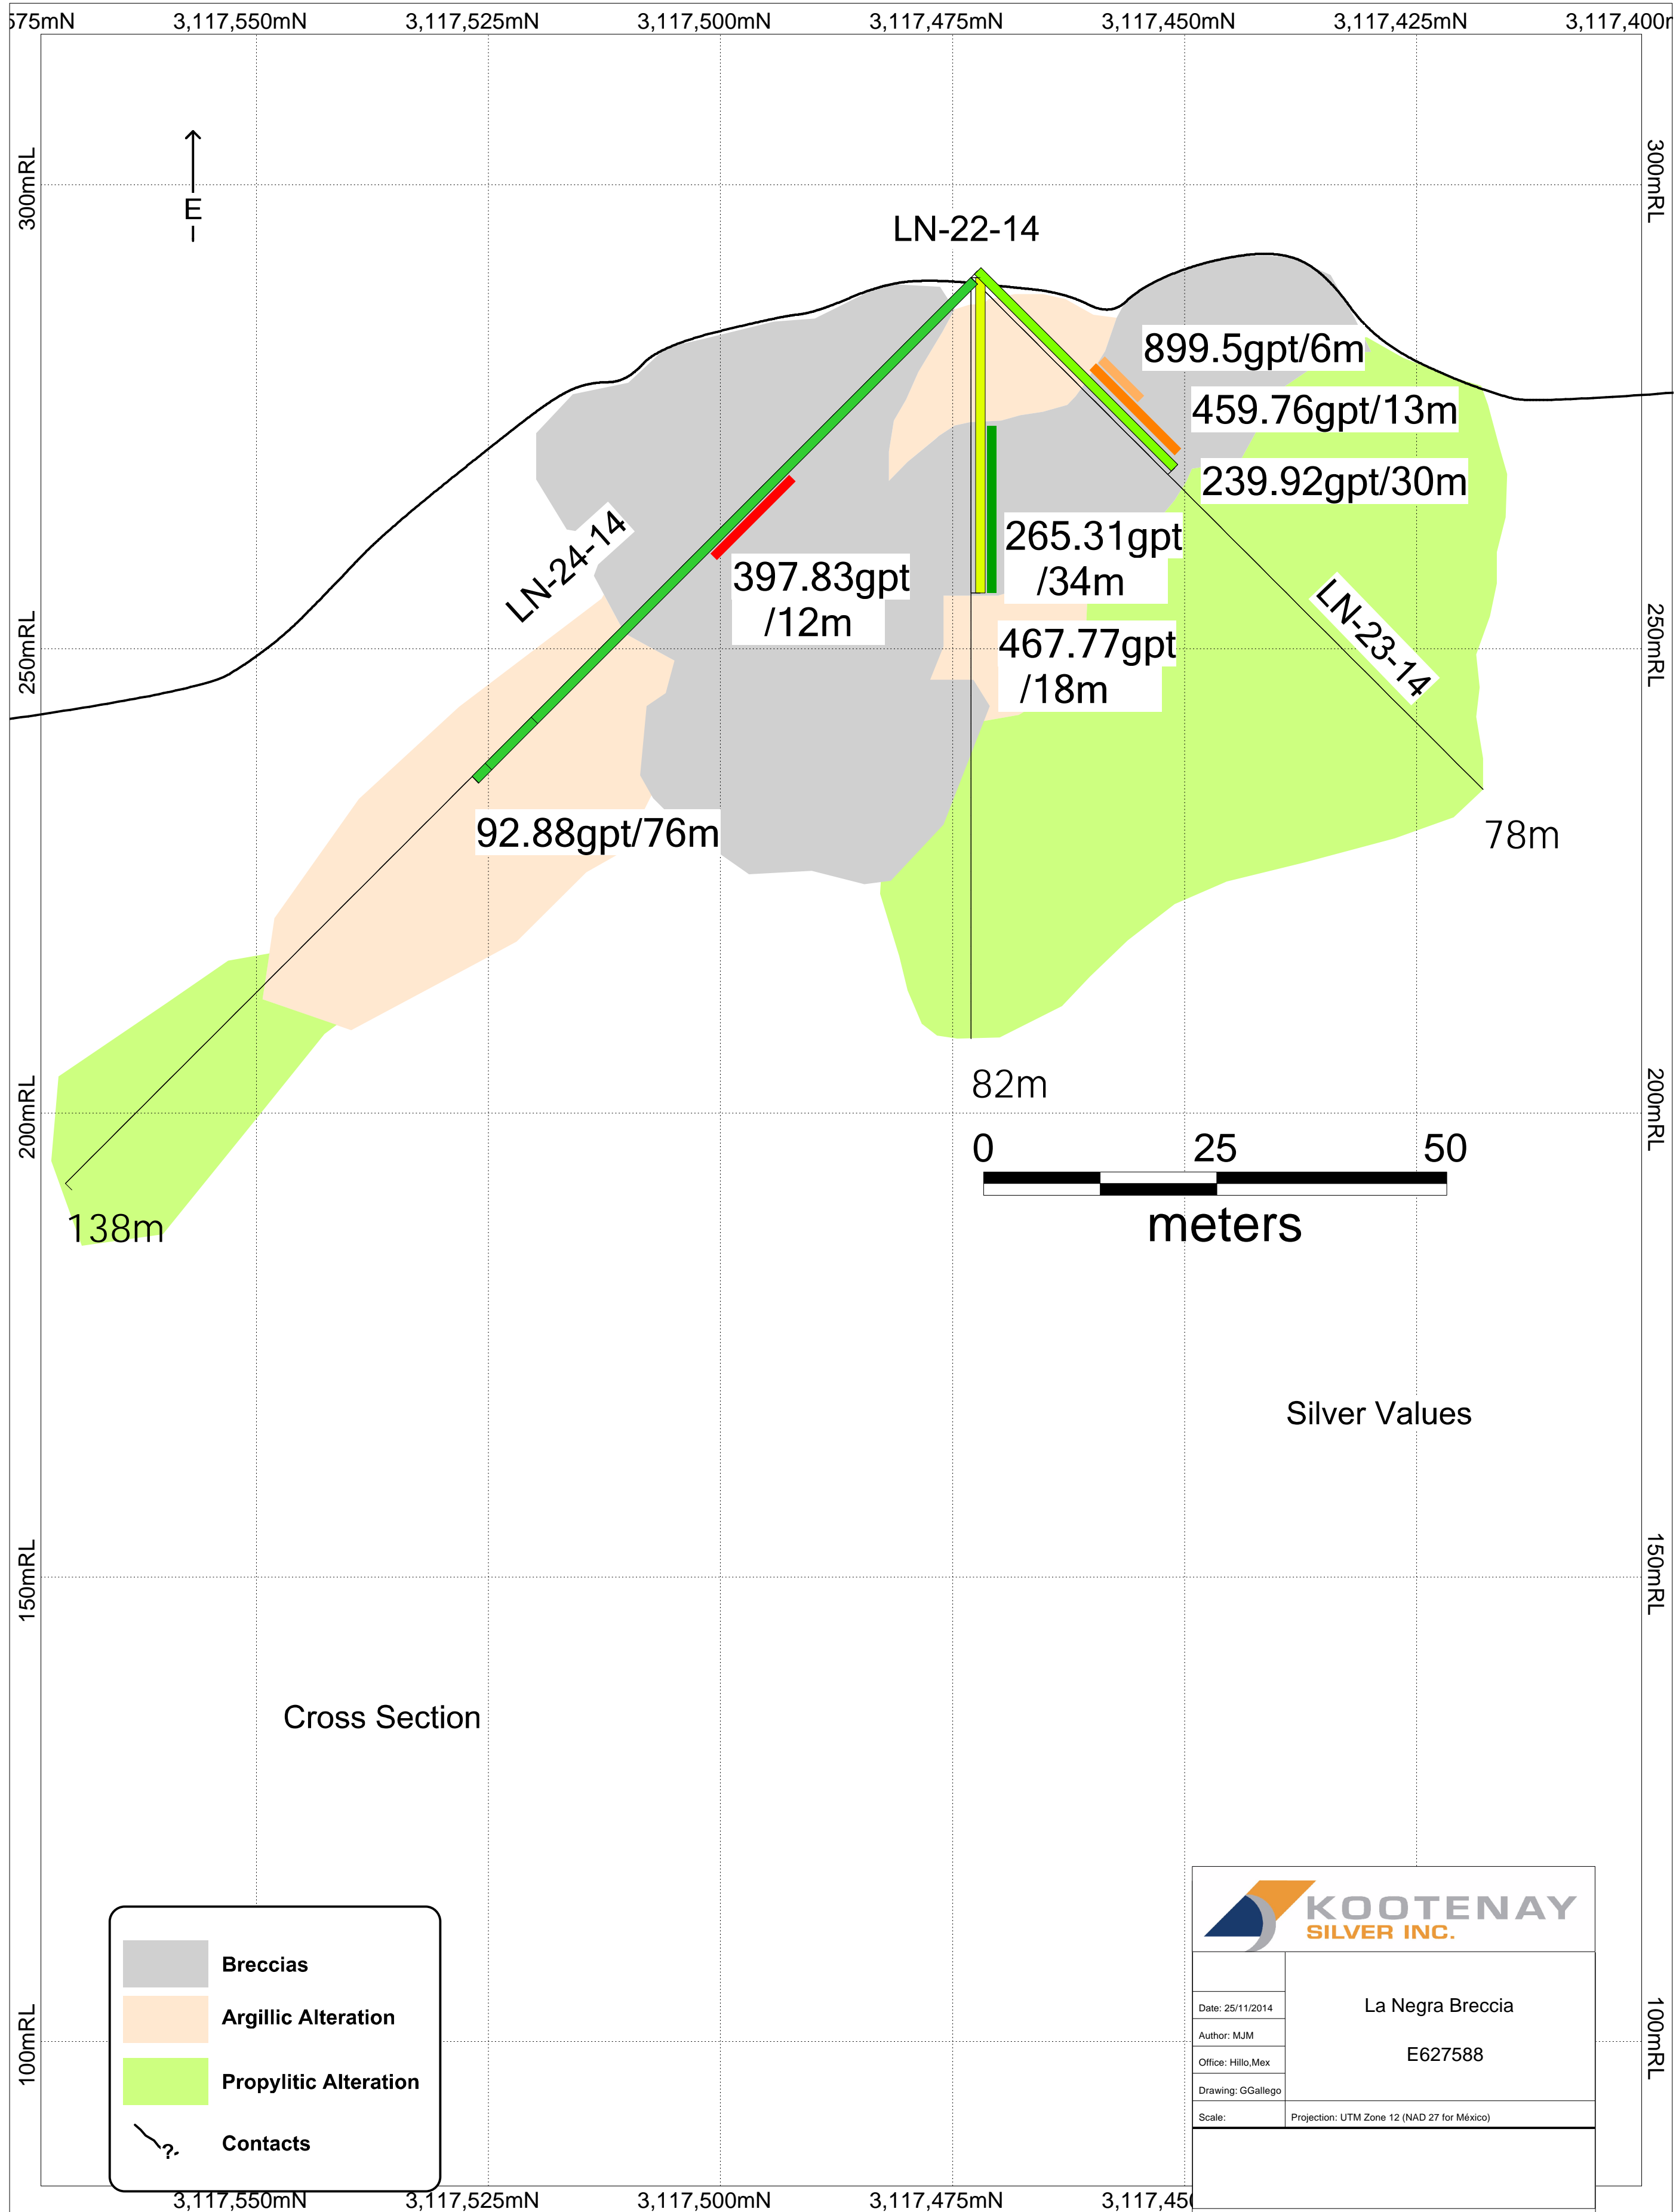 575mN 3,117,550mN 3,117,525mN 3,117,500mN 3,117,475mN 3,117,450mN 3,117,425mN 3,117,400m
300mRL
300mRL
E
LN-22-14
899.5gpt/6m
459.76gpt/13m
239.92gpt/30m
LN-24-14
265.31gpt
/34m
397.83gpt
/12m
LN-23-14
467.77gpt
/18m
250mRL
250mRL
92.88gpt/76m
78m
82m
200mRL
200mRL
0 25 50
meters
138m
Silver Values
150mRL
150mRL
Cross Section
KOOTENAY
SILVER INC.
Breccias
Argillic Alteration
Propylitic Alteration
?
Contacts
100mRL
100mRL
La Negra Breccia
E627588
Date: 25/11/2014
Author: MJM
Office: Hillo,Mex
Drawing: GGallego
Scale:
Projection: UTM Zone 12 (NAD 27 for México)
3,117,550mN 3,117,525mN 3,117,500mN 3,117,475mN 3,117,450